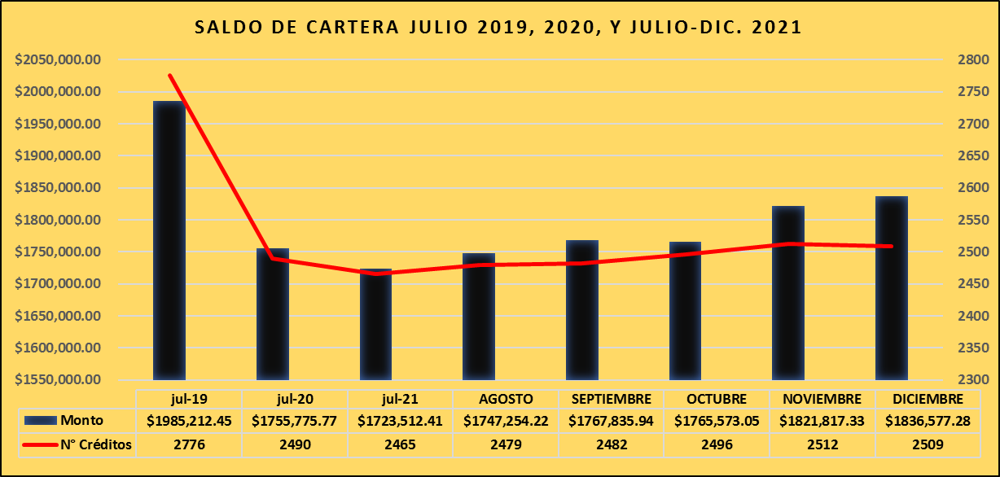 SALDO DE CARTERA JULIO 2019, 2020, Y JULIO-DIC. 2021
$2050,000.00 2800
$2000,000.00 2750
$1950,000.00 2700
$1900,000.00 2650
$1850,000.00 2600
$1800,000.00 2550
$1750,000.00 2500
$1700,000.00 2450
$1650,000.00 2400
$1600,000.00 2350
$1550,000.00 2300
jul-19 jul-20 jul-21 AGOSTO SEPTIEMBRE OCTUBRE NOVIEMBRE DICIEMBRE
Monto $1985,212.45 $1755,775.77 $1723,512.41 $1747,254.22 $1767,835.94 $1765,573.05 $1821,817.33 $1836,577.28
N° Créditos 2776 2490 2465 2479 2482 2496 2512 2509